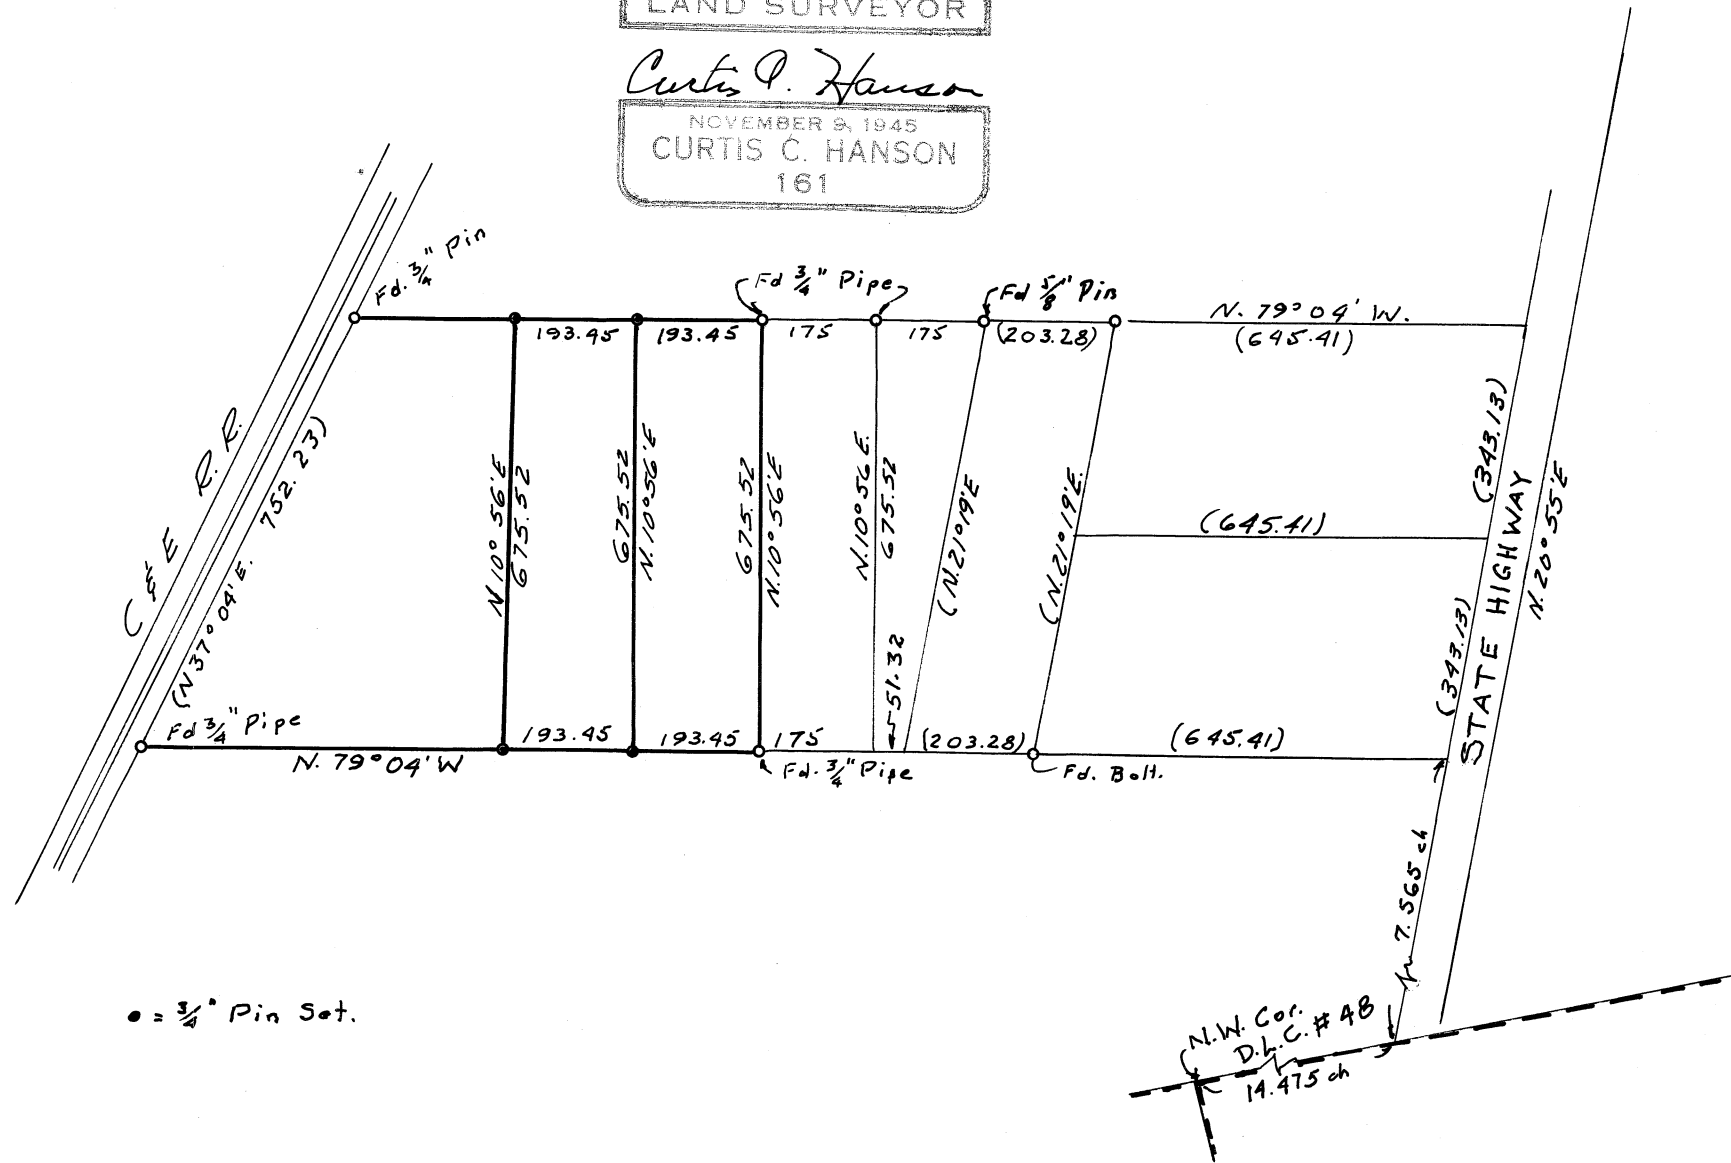 LAND SURVEYOR
Curtis C. Hanson
NOVEMBER 9, 1945
CURTIS C. HANSON
161
Fd. 3/4" Pin
Fd 3/4" Pipe
Fd 5/8" Pin
N. 79° 04' W.
(645.41)
193.45
193.45
175
175
(203.28)
C & E R.R.
(N 37° 04' E. 752.23)
N 10° 56' E
675.52
675.52
N. 10° 56' E
675.52
N. 10° 56' E
N. 10° 56 E.
675.52
51.32
(N. 21° 19' E
(N. 21° 19' E.
(645.41)
(343.13)
(343.13)
STATE HIGHWAY
N. 20° 55' E
Fd 3/4" Pipe
N. 79° 04' W
193.45
193.45
175
(203.28)
(645.41)
Fd. 3/4" Pipe
Fd. Bolt.
7.565 ch
● = 3/4" Pin Set.
N.W. Cor.
D.L.C. # 48
14.475 ch